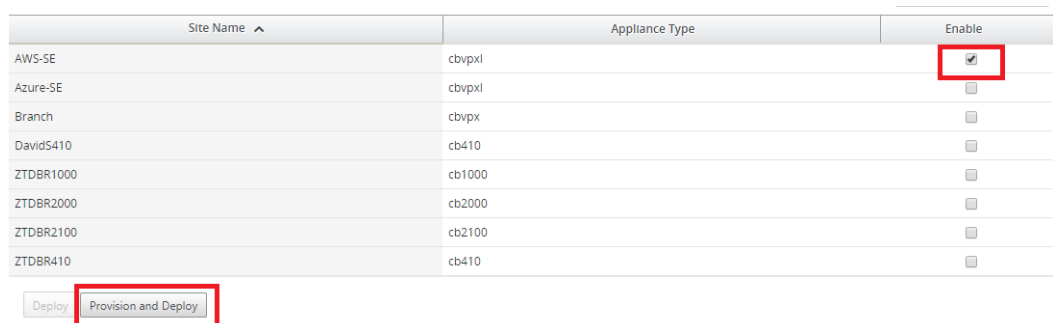 Site Name Appliance Type Enable
AWS-SE cbvpxl
Azure-SE cbvpxl
Branch cbvpx
DavidS410 cb410
ZTDBR1000 cb1000
ZTDBR2000 cb2000
ZTDBR2100 cb2100
ZTDBR410 cb410
Deploy Provision and Deploy